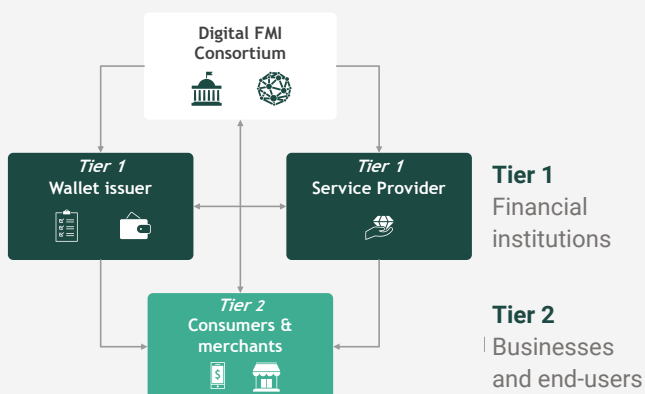 Digital FMI
Consortium
Tier 1
Wallet issuer
Tier 1
Service Provider
Tier 1
Financial
institutions
Tier 2
Consumers &
merchants
$
Tier 2
Businesses
and end-users